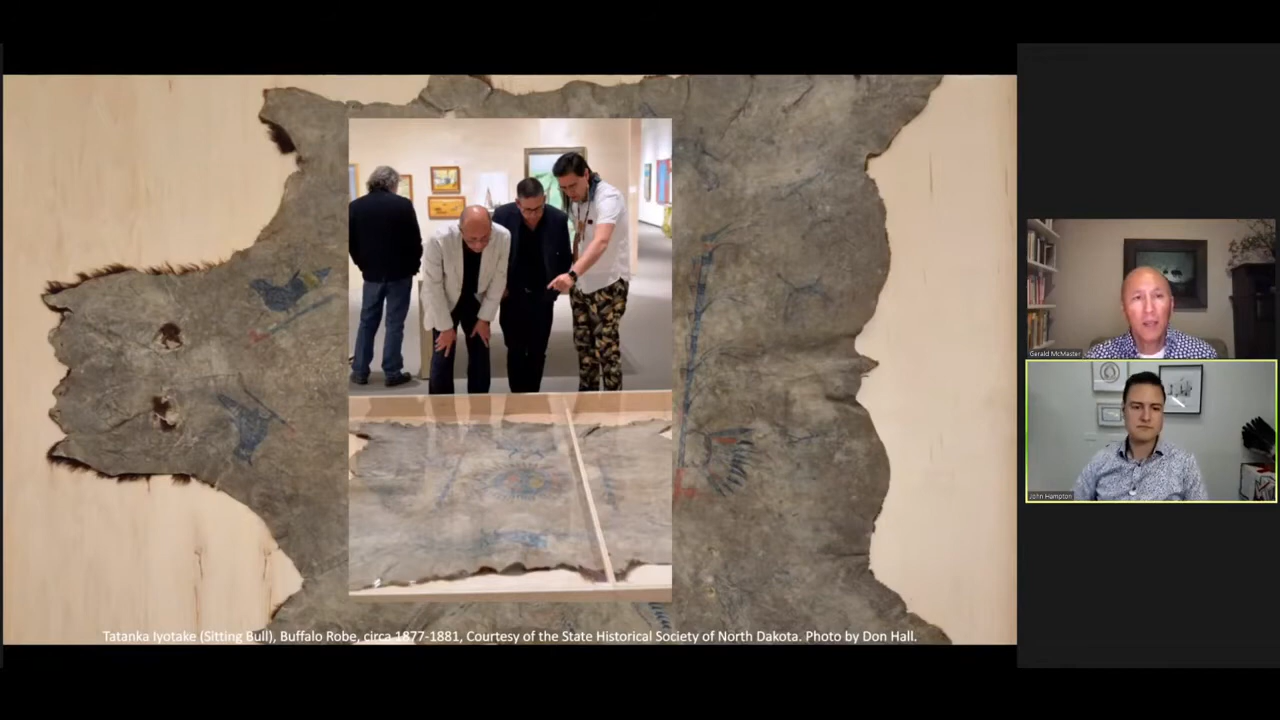 Gerald McMaster
John Hampton
Tatanka Iyotake (Sitting Bull), Buffalo Robe, circa 1877-1881, Courtesy of the State Historical Society of North Dakota. Photo by Don Hall.